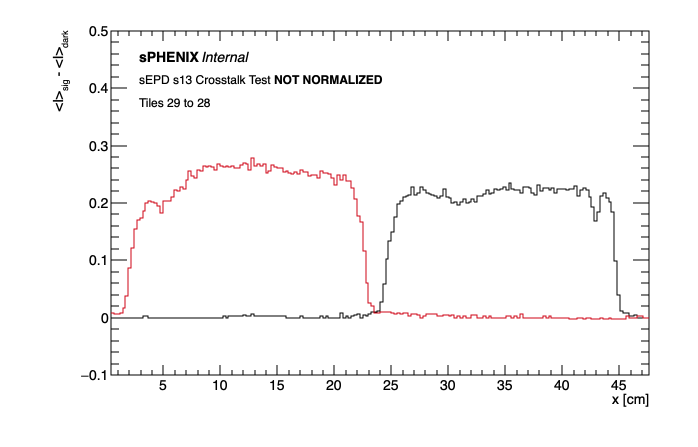 <I>sig - <I>dark
0.5
sPHENIX Internal
sEPD s13 Crosstalk Test NOT NORMALIZED
0.4
Tiles 29 to 28
0.3
0.2
0.1
0
−0.1
5 10 15 20 25 30 35 40 45
x [cm]